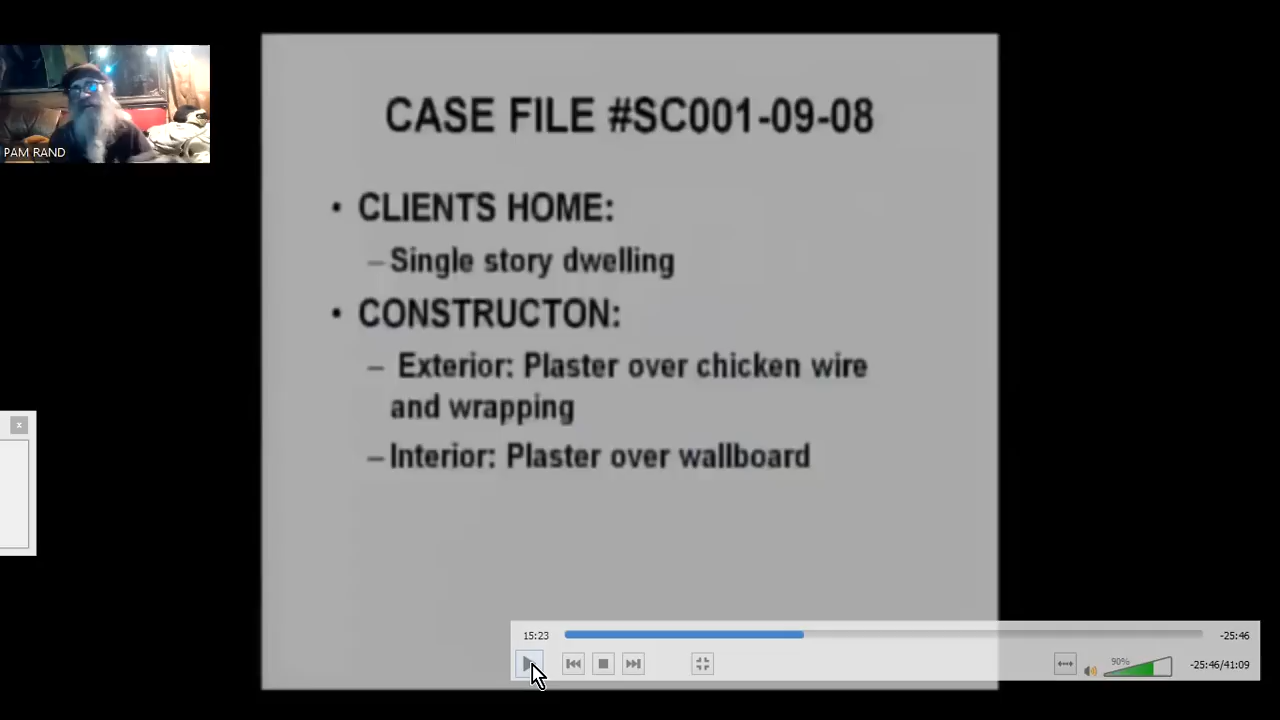 CASE FILE #SC001-09-08
PAM RAND
• CLIENTS HOME:
– Single story dwelling
• CONSTRUCTON:
– Exterior: Plaster over chicken wire
and wrapping
– Interior: Plaster over wallboard
x
15:23
-25:46
90%
-25:46/41:09